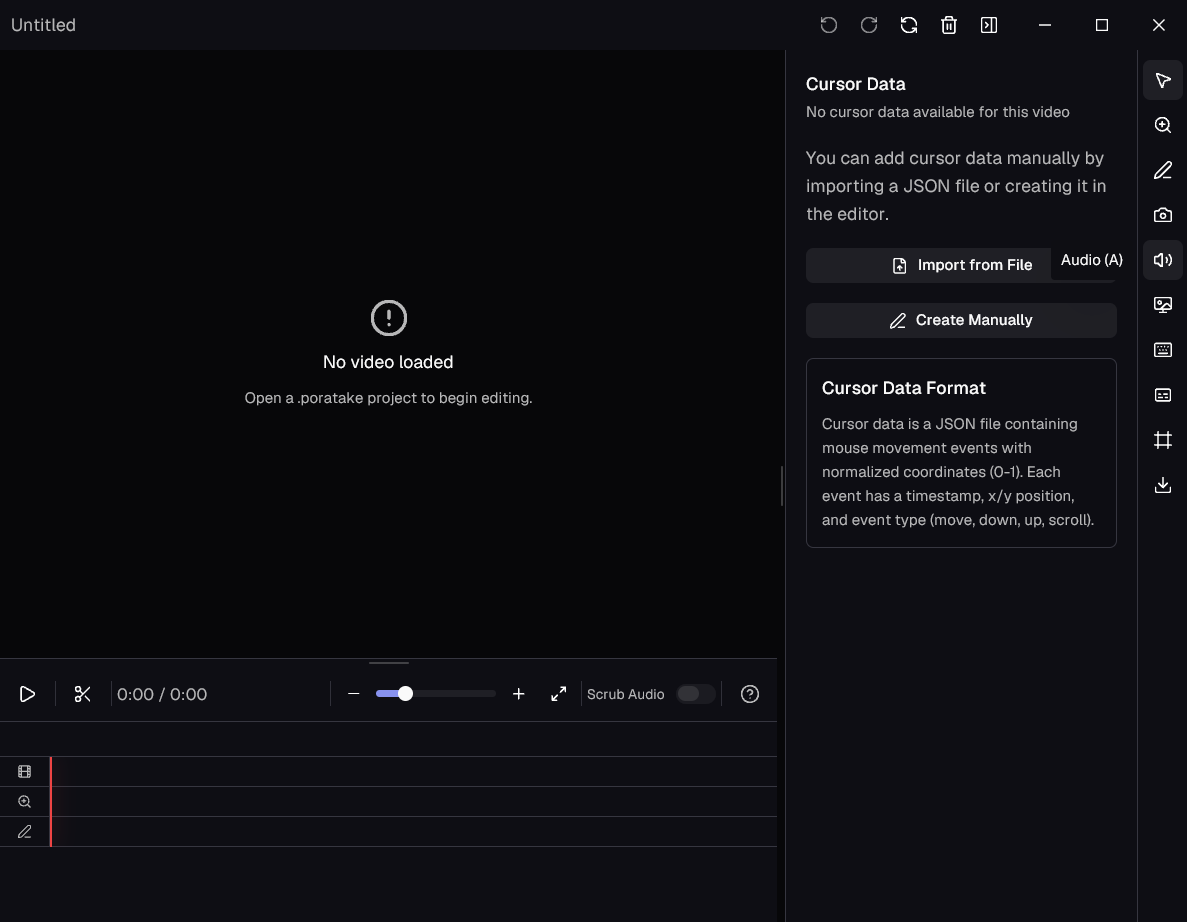 Untitled
Cursor Data
No cursor data available for this video
You can add cursor data manually by
importing a JSON file or creating it in
the editor.
Import from File
Audio (A)
Create Manually
Cursor Data Format
Cursor data is a JSON file containing
mouse movement events with
normalized coordinates (0-1). Each
event has a timestamp, x/y position,
and event type (move, down, up, scroll).
No video loaded
Open a .poratake project to begin editing.
0:00 / 0:00
Scrub Audio